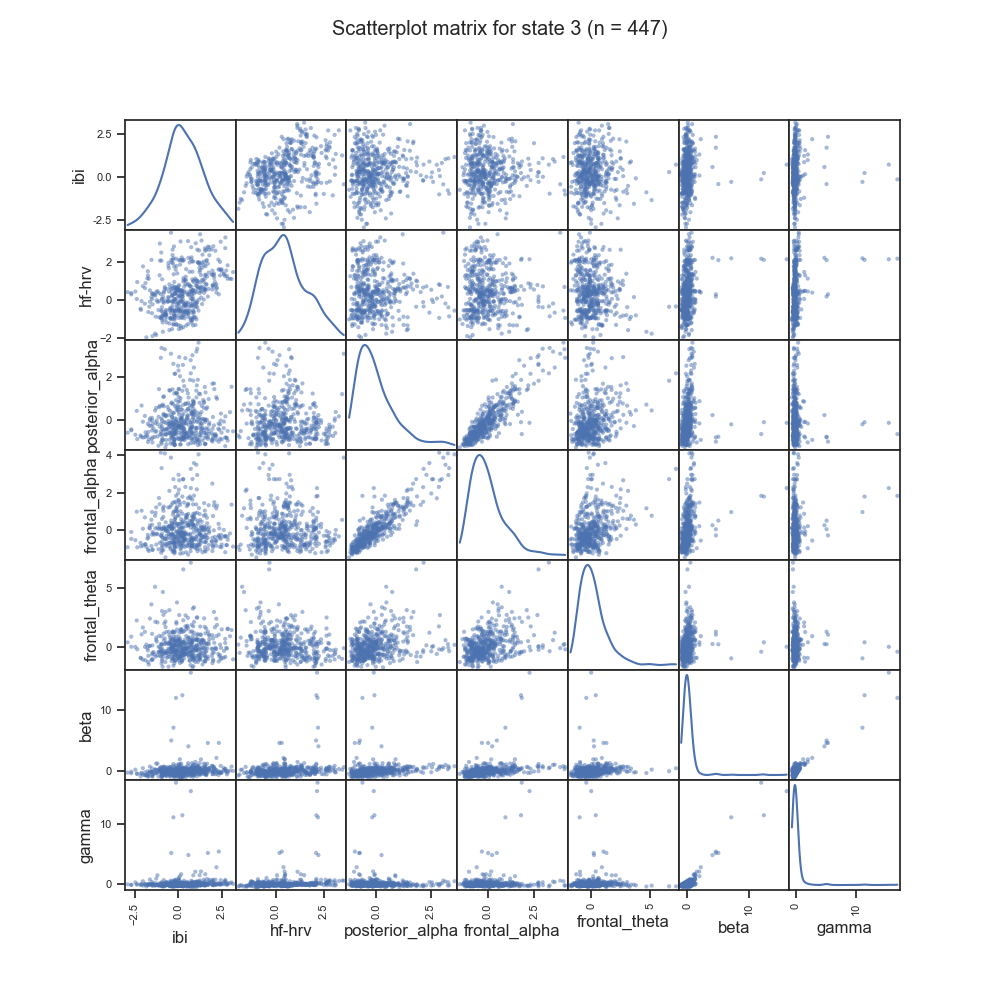 Scatterplot matrix for state 3 (n = 447)
ibi
2.5
0.0
−2.5
hf-hrv
2
0
−2
posterior_alpha
2
0
frontal_alpha
4
2
0
frontal_theta
5
0
beta
10
0
gamma
10
0
−2.5 0.0 2.5 0.0 2.5 0.0 2.5 0.0 2.5 0 5 0 10 0 10
ibi hf-hrv posterior_alpha frontal_alpha frontal_theta beta gamma